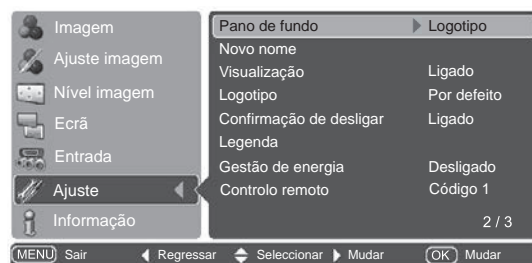 Imagem
Ajuste imagem
Nível imagem
Ecrã
Entrada
Ajuste
Informação
Pano de fundo Logotipo
Novo nome
Visualização Ligado
Logotipo Por defeito
Confirmação de desligar Ligado
Legenda
Gestão de energia Desligado
Controlo remoto Código 1
2 / 3
MENU Sair Regressar Seleccionar Mudar OK Mudar